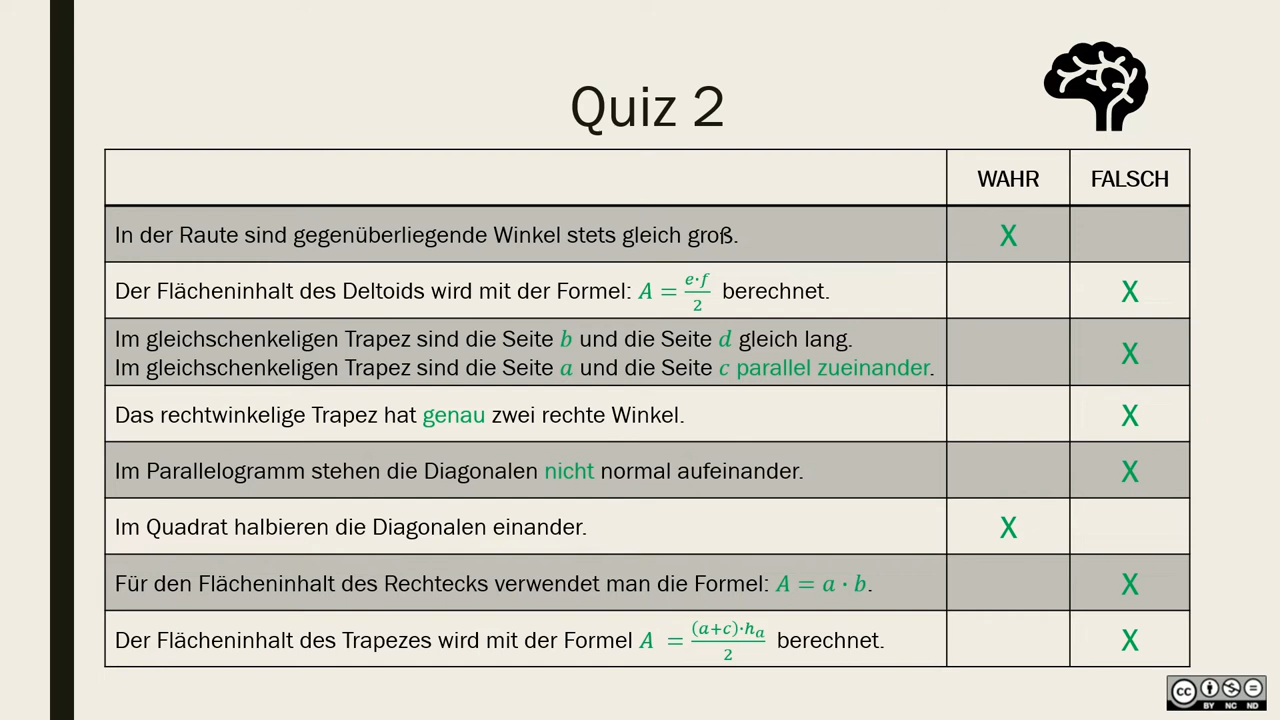 Quiz 2
WAHR FALSCH
In der Raute sind gegenüberliegende Winkel stets gleich groß. X
Der Flächeninhalt des Deltoids wird mit der Formel: A = e·f/2 berechnet. X
Im gleichschenkeligen Trapez sind die Seite b und die Seite d gleich lang.
Im gleichschenkeligen Trapez sind die Seite a und die Seite c parallel zueinander. X
Das rechtwinkelige Trapez hat genau zwei rechte Winkel. X
Im Parallelogramm stehen die Diagonalen nicht normal aufeinander. X
Im Quadrat halbieren die Diagonalen einander. X
Für den Flächeninhalt des Rechtecks verwendet man die Formel: A = a · b. X
Der Flächeninhalt des Trapezes wird mit der Formel A = (a+c)·hₐ/2 berechnet. X
cc BY NC ND